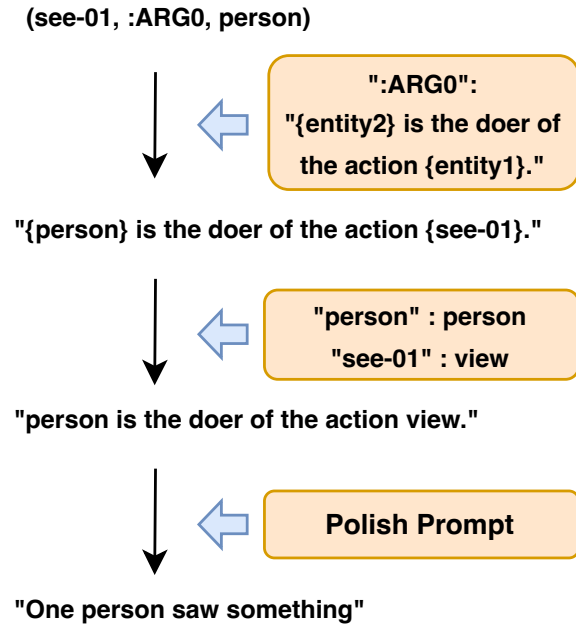 (see-01, :ARG0, person)
":ARG0":
"{entity2} is the doer of
the action {entity1}."
"{person} is the doer of the action {see-01}."
"person" : person
"see-01" : view
"person is the doer of the action view."
Polish Prompt
"One person saw something"